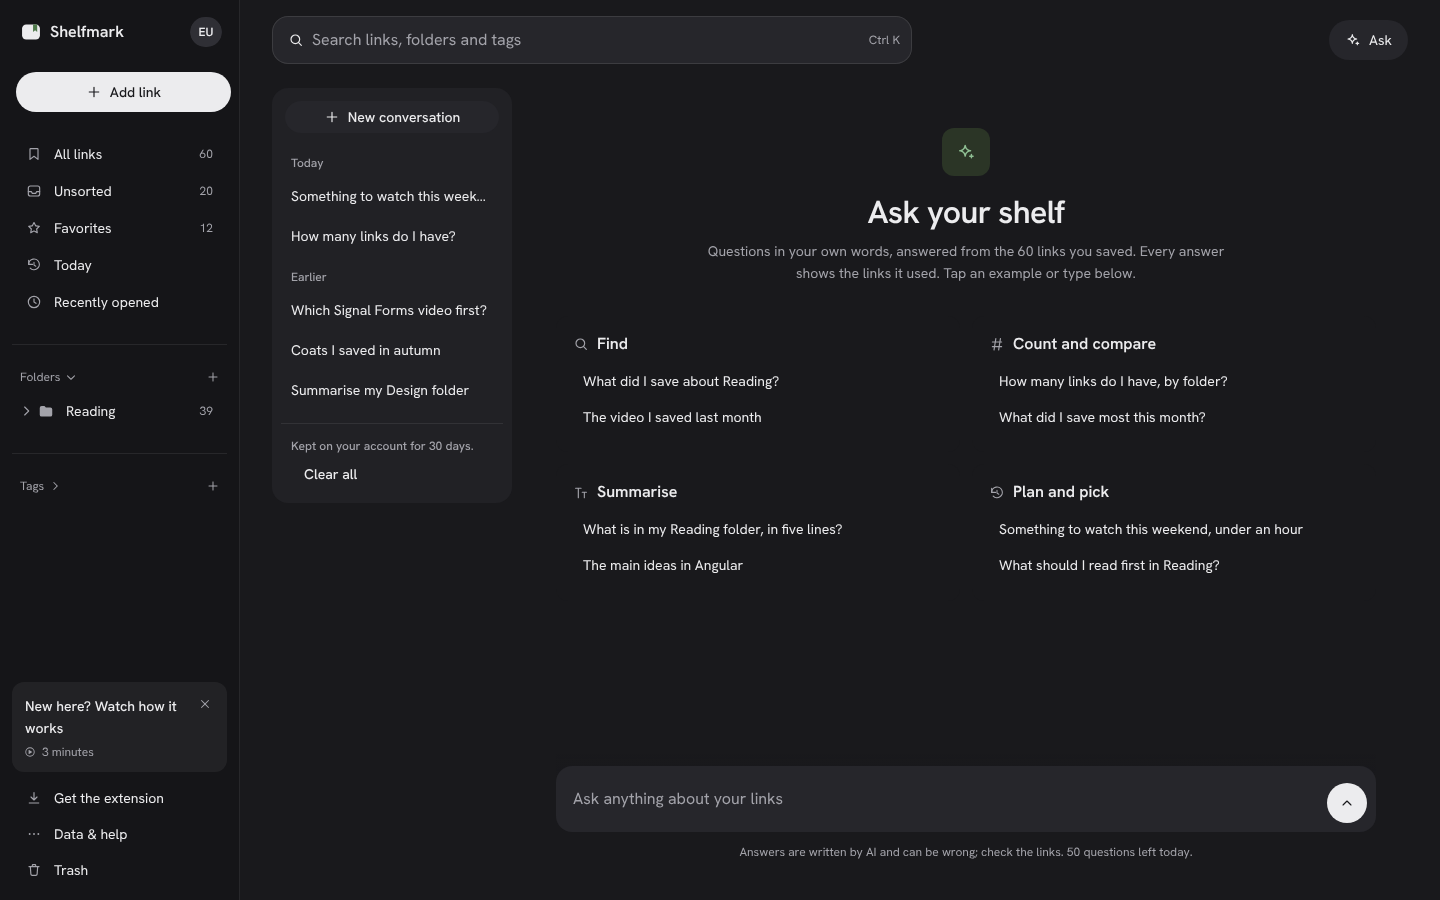 Shelfmark
EU
Add link
All links 60
Unsorted 20
Favorites 12
Today
Recently opened
Folders
Reading 39
Tags
New here? Watch how it
works
3 minutes
Get the extension
Data & help
Trash
Search links, folders and tags Ctrl K
Ask
New conversation
Today
Something to watch this week...
How many links do I have?
Earlier
Which Signal Forms video first?
Coats I saved in autumn
Summarise my Design folder
Kept on your account for 30 days.
Clear all
Ask your shelf
Questions in your own words, answered from the 60 links you saved. Every answer
shows the links it used. Tap an example or type below.
Find
What did I save about Reading?
The video I saved last month
Count and compare
How many links do I have, by folder?
What did I save most this month?
Summarise
What is in my Reading folder, in five lines?
The main ideas in Angular
Plan and pick
Something to watch this weekend, under an hour
What should I read first in Reading?
Ask anything about your links
Answers are written by AI and can be wrong; check the links. 50 questions left today.